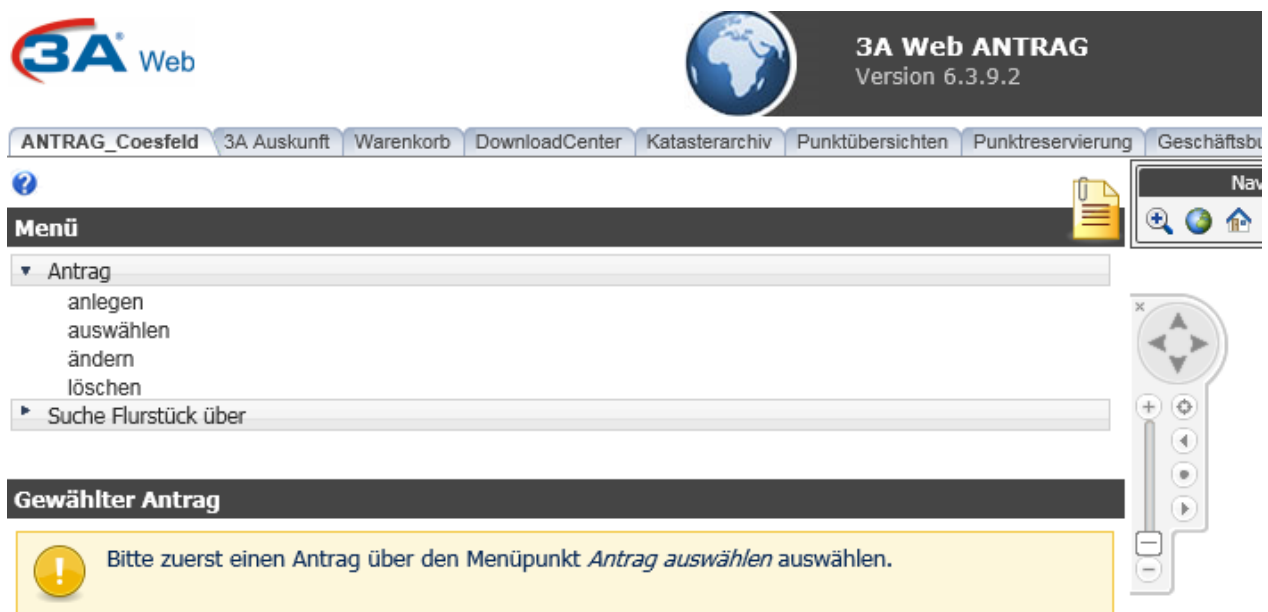 3A Web
3A Web ANTRAG
Version 6.3.9.2
ANTRAG_Coesfeld 3A Auskunft Warenkorb DownloadCenter Katasterarchiv Punktübersichten Punktreservierung
Menü
Antrag
anlegen
auswählen
ändern
löschen
Suche Flurstück über
Gewählter Antrag
Bitte zuerst einen Antrag über den Menüpunkt Antrag auswählen auswählen.